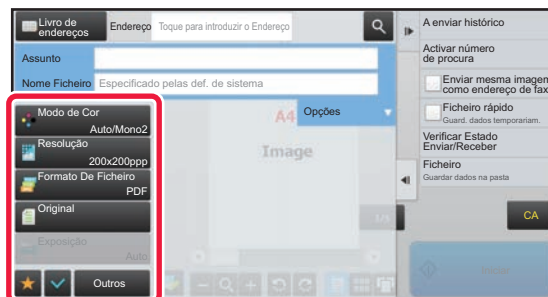 Livro de
endereços
Endereço
Toque para introduzir o Endereço
Assunto
Nome Ficheiro
Especificado pelas def. de sistema
Modo de Cor
Auto/Mono2
Resolução
200x200ppp
Formato De Ficheiro
PDF
Original
Exposição
Auto
Outros
A4
Opções
Image
A enviar histórico
Activar número
de procura
Enviar mesma imagem
como endereço de fax
Ficheiro rápido
Guard. dados temporariam.
Verificar Estado
Enviar/Receber
Ficheiro
Guardar dados na pasta
CA